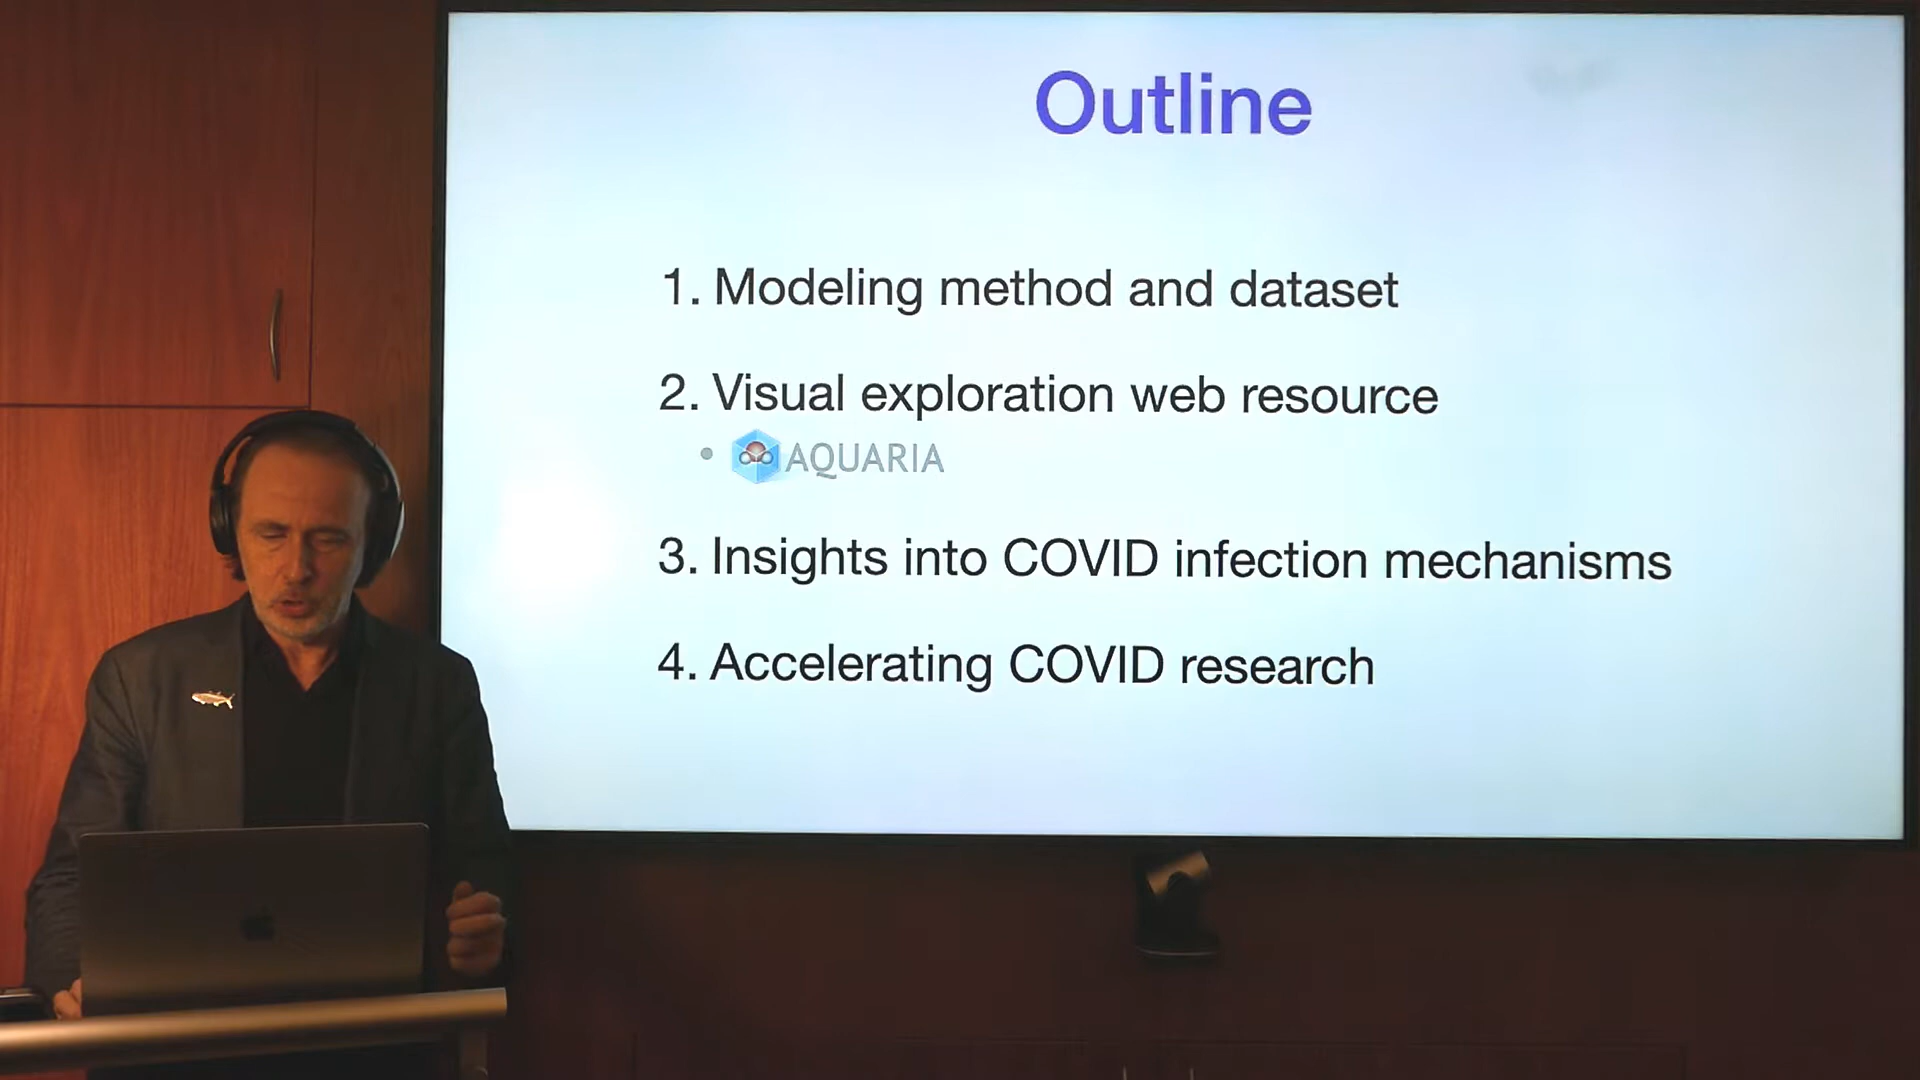 Outline
1. Modeling method and dataset
2. Visual exploration web resource
• AQUARIA
3. Insights into COVID infection mechanisms
4. Accelerating COVID research